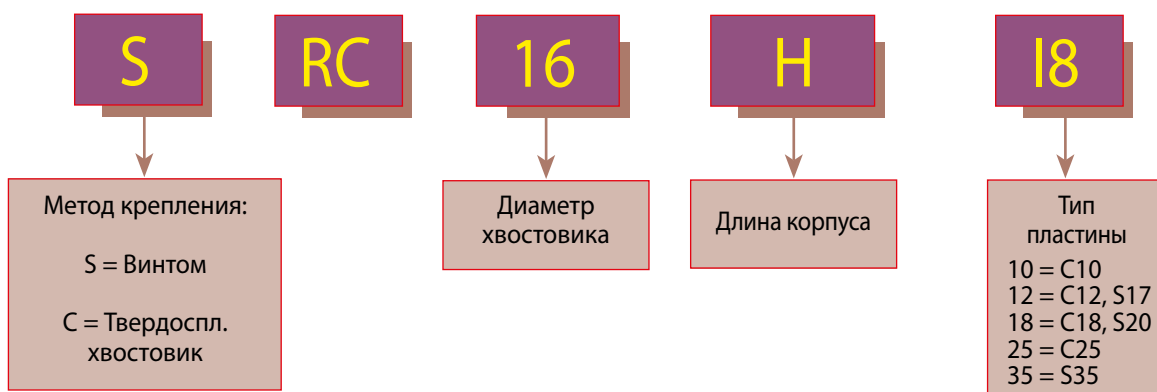 S RC 16 H I8
Метод крепления:
S = Винтом
C = Твердоспл.
хвостовик
Диаметр
хвостовика
Длина корпуса
Тип
пластины
10 = C10
12 = C12, S17
18 = C18, S20
25 = C25
35 = S35